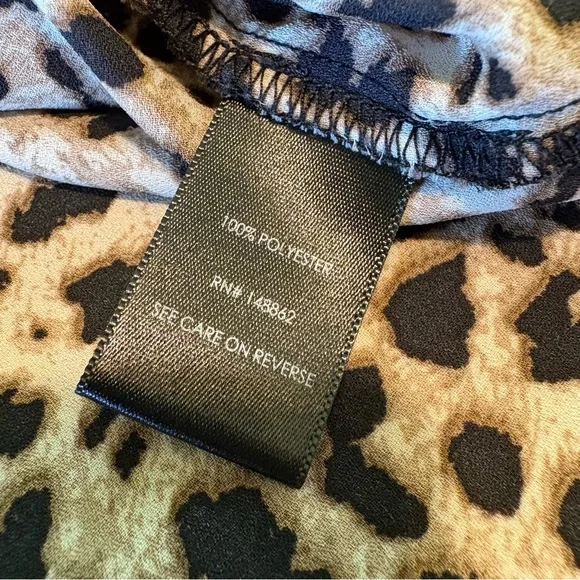 100% POLYESTER
RN# 148862
SEE CARE ON REVERSE